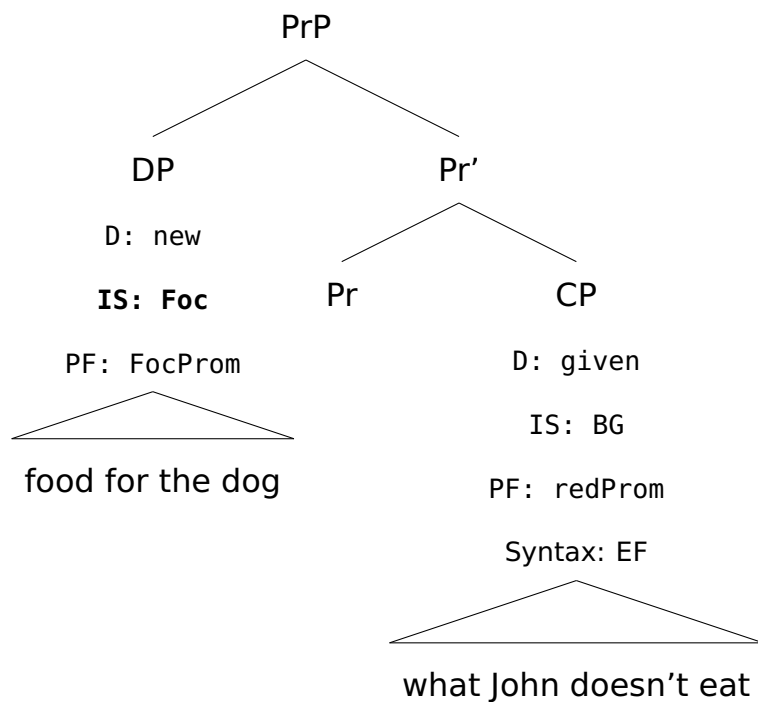 PrP
DP Pr’
D: new
IS: Foc Pr CP
PF: FocProm D: given
IS: BG
food for the dog PF: redProm
Syntax: EF
what John doesn’t eat